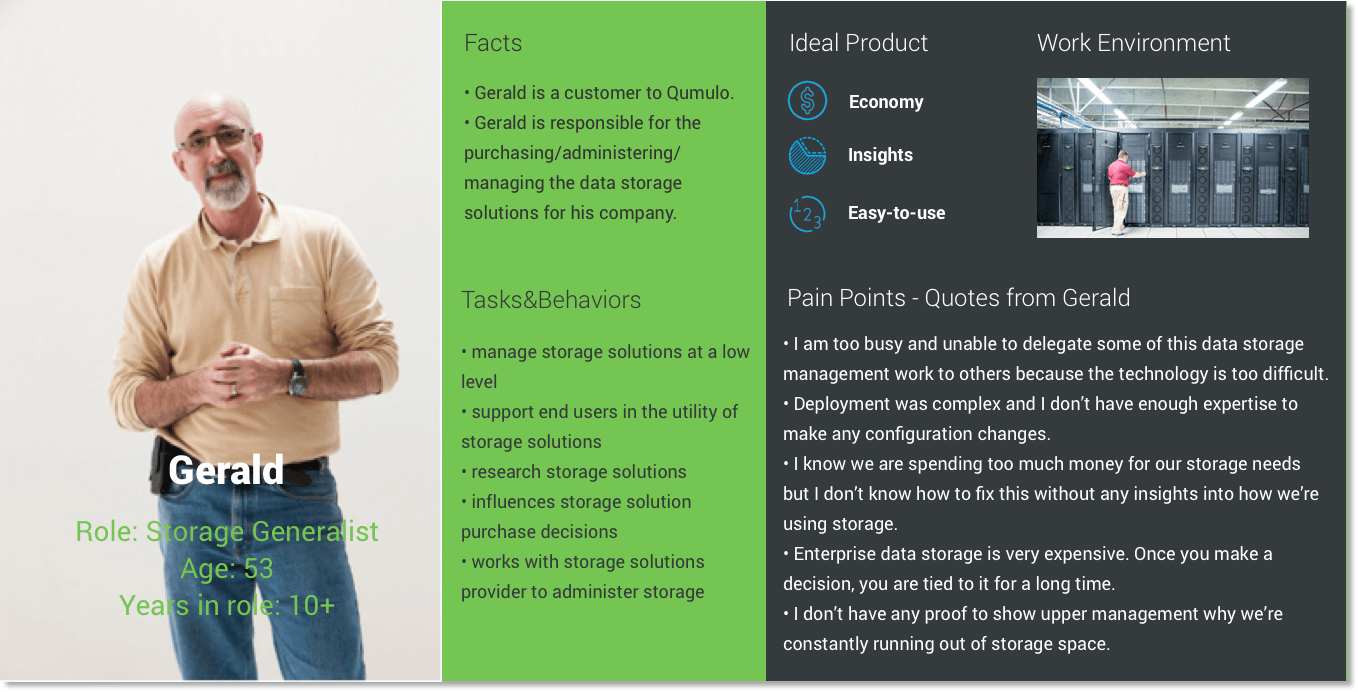 Gerald
Role: Storage Generalist
Age: 53
Years in role: 10+
Facts
• Gerald is a customer to Qumulo.
• Gerald is responsible for the
purchasing/administering/
managing the data storage
solutions for his company.
Tasks&Behaviors
• manage storage solutions at a low
level
• support end users in the utility of
storage solutions
• research storage solutions
• influences storage solution
purchase decisions
• works with storage solutions
provider to administer storage
Ideal Product
$
Economy
Insights
123
Easy-to-use
Work Environment
Pain Points - Quotes from Gerald
• I am too busy and unable to delegate some of this data storage
management work to others because the technology is too difficult.
• Deployment was complex and I don’t have enough expertise to
make any configuration changes.
• I know we are spending too much money for our storage needs
but I don’t know how to fix this without any insights into how we’re
using storage.
• Enterprise data storage is very expensive. Once you make a
decision, you are tied to it for a long time.
• I don’t have any proof to show upper management why we’re
constantly running out of storage space.